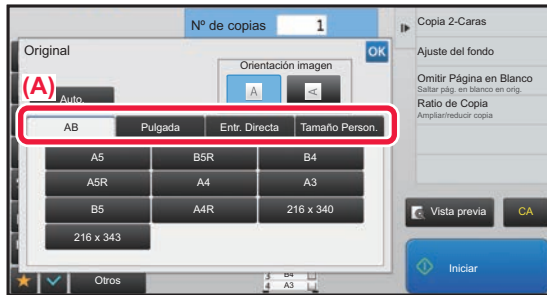 Nº de copias 1
Original
OK
Orientación imagen
A
A
(A)
Auto.
AB Pulgada Entr. Directa Tamaño Person.
A5 B5R B4
A5R A4 A3
B5 A4R 216 x 340
216 x 343
Otros
3 B4
4 A3
Copia 2-Caras
Ajuste del fondo
Omitir Página en Blanco
Saltar pág. en blanco en orig.
Ratio de Copia
Ampliar/reducir copia
Vista previa CA
Iniciar